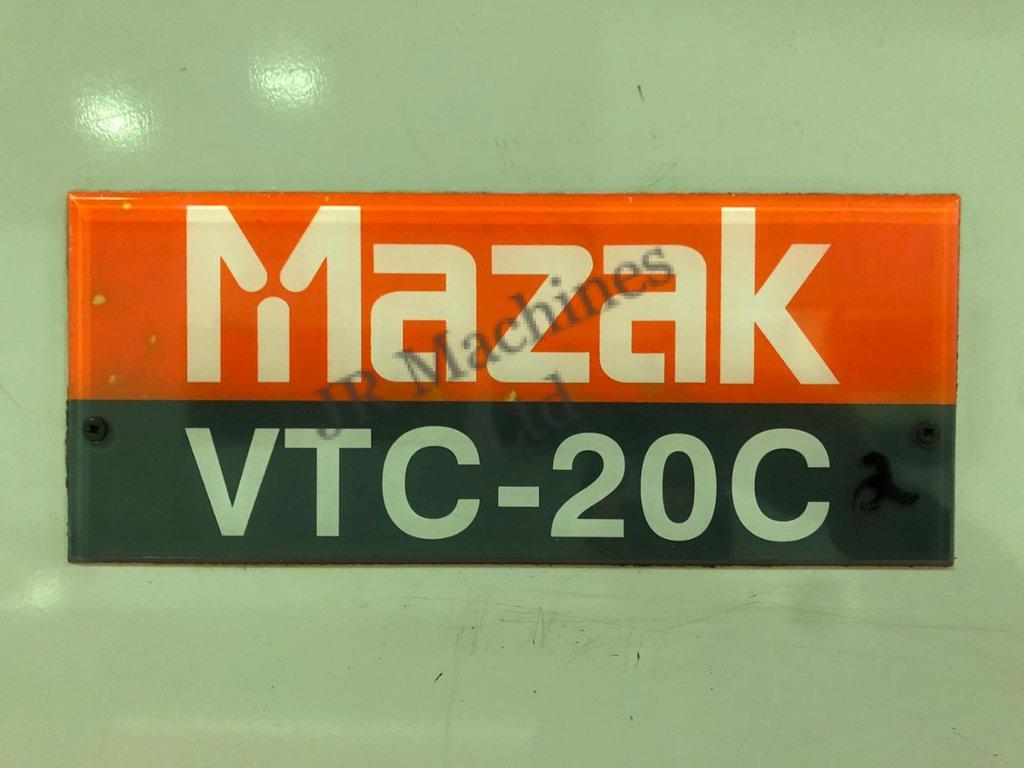 Mazak
JR Machines
Ltd
VTC-20C